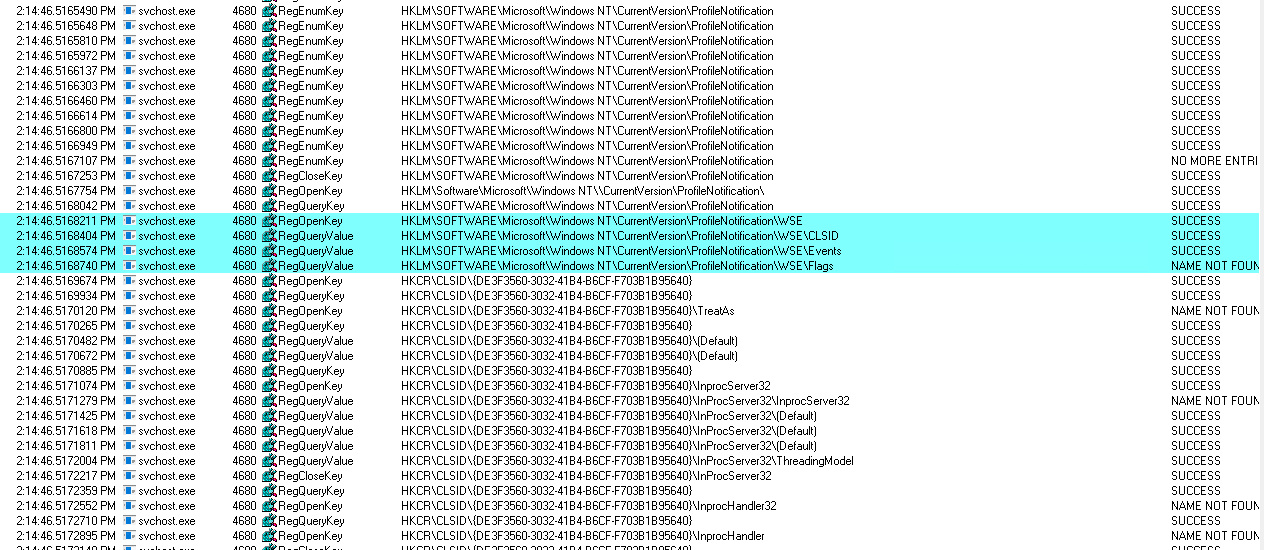 2:14:46.5165490 PM svchost.exe 4680 RegEnumKey HKLM\SOFTWARE\Microsoft\Windows NT\CurrentVersion\ProfileNotification SUCCESS
2:14:46.5165648 PM svchost.exe 4680 RegEnumKey HKLM\SOFTWARE\Microsoft\Windows NT\CurrentVersion\ProfileNotification SUCCESS
2:14:46.5165810 PM svchost.exe 4680 RegEnumKey HKLM\SOFTWARE\Microsoft\Windows NT\CurrentVersion\ProfileNotification SUCCESS
2:14:46.5165972 PM svchost.exe 4680 RegEnumKey HKLM\SOFTWARE\Microsoft\Windows NT\CurrentVersion\ProfileNotification SUCCESS
2:14:46.5166137 PM svchost.exe 4680 RegEnumKey HKLM\SOFTWARE\Microsoft\Windows NT\CurrentVersion\ProfileNotification SUCCESS
2:14:46.5166303 PM svchost.exe 4680 RegEnumKey HKLM\SOFTWARE\Microsoft\Windows NT\CurrentVersion\ProfileNotification SUCCESS
2:14:46.5166460 PM svchost.exe 4680 RegEnumKey HKLM\SOFTWARE\Microsoft\Windows NT\CurrentVersion\ProfileNotification SUCCESS
2:14:46.5166614 PM svchost.exe 4680 RegEnumKey HKLM\SOFTWARE\Microsoft\Windows NT\CurrentVersion\ProfileNotification SUCCESS
2:14:46.5166800 PM svchost.exe 4680 RegEnumKey HKLM\SOFTWARE\Microsoft\Windows NT\CurrentVersion\ProfileNotification SUCCESS
2:14:46.5166949 PM svchost.exe 4680 RegEnumKey HKLM\SOFTWARE\Microsoft\Windows NT\CurrentVersion\ProfileNotification SUCCESS
2:14:46.5167107 PM svchost.exe 4680 RegEnumKey HKLM\SOFTWARE\Microsoft\Windows NT\CurrentVersion\ProfileNotification NO MORE ENTRI
2:14:46.5167253 PM svchost.exe 4680 RegCloseKey HKLM\SOFTWARE\Microsoft\Windows NT\CurrentVersion\ProfileNotification SUCCESS
2:14:46.5167754 PM svchost.exe 4680 RegOpenKey HKLM\Software\Microsoft\Windows NT\\CurrentVersion\ProfileNotification\ SUCCESS
2:14:46.5168042 PM svchost.exe 4680 RegQueryKey HKLM\SOFTWARE\Microsoft\Windows NT\CurrentVersion\ProfileNotification SUCCESS
2:14:46.5168211 PM svchost.exe 4680 RegOpenKey HKLM\SOFTWARE\Microsoft\Windows NT\CurrentVersion\ProfileNotification\WSE SUCCESS
2:14:46.5168404 PM svchost.exe 4680 RegQueryValue HKLM\SOFTWARE\Microsoft\Windows NT\CurrentVersion\ProfileNotification\WSE\CLSID SUCCESS
2:14:46.5168574 PM svchost.exe 4680 RegQueryValue HKLM\SOFTWARE\Microsoft\Windows NT\CurrentVersion\ProfileNotification\WSE\Events SUCCESS
2:14:46.5168740 PM svchost.exe 4680 RegQueryValue HKLM\SOFTWARE\Microsoft\Windows NT\CurrentVersion\ProfileNotification\WSE\Flags NAME NOT FOUN
2:14:46.5169674 PM svchost.exe 4680 RegOpenKey HKCR\CLSID\{DE3F3560-3032-41B4-B6CF-F703B1B95640} SUCCESS
2:14:46.5169934 PM svchost.exe 4680 RegQueryKey HKCR\CLSID\{DE3F3560-3032-41B4-B6CF-F703B1B95640} SUCCESS
2:14:46.5170120 PM svchost.exe 4680 RegOpenKey HKCR\CLSID\{DE3F3560-3032-41B4-B6CF-F703B1B95640}\TreatAs NAME NOT FOUN
2:14:46.5170265 PM svchost.exe 4680 RegQueryKey HKCR\CLSID\{DE3F3560-3032-41B4-B6CF-F703B1B95640} SUCCESS
2:14:46.5170482 PM svchost.exe 4680 RegQueryValue HKCR\CLSID\{DE3F3560-3032-41B4-B6CF-F703B1B95640}\(Default) SUCCESS
2:14:46.5170672 PM svchost.exe 4680 RegQueryValue HKCR\CLSID\{DE3F3560-3032-41B4-B6CF-F703B1B95640}\(Default) SUCCESS
2:14:46.5170885 PM svchost.exe 4680 RegQueryKey HKCR\CLSID\{DE3F3560-3032-41B4-B6CF-F703B1B95640} SUCCESS
2:14:46.5171074 PM svchost.exe 4680 RegOpenKey HKCR\CLSID\{DE3F3560-3032-41B4-B6CF-F703B1B95640}\InprocServer32 SUCCESS
2:14:46.5171279 PM svchost.exe 4680 RegQueryValue HKCR\CLSID\{DE3F3560-3032-41B4-B6CF-F703B1B95640}\InProcServer32\InprocServer32 NAME NOT FOUN
2:14:46.5171425 PM svchost.exe 4680 RegQueryValue HKCR\CLSID\{DE3F3560-3032-41B4-B6CF-F703B1B95640}\InProcServer32\(Default) SUCCESS
2:14:46.5171618 PM svchost.exe 4680 RegQueryValue HKCR\CLSID\{DE3F3560-3032-41B4-B6CF-F703B1B95640}\InProcServer32\(Default) SUCCESS
2:14:46.5171811 PM svchost.exe 4680 RegQueryValue HKCR\CLSID\{DE3F3560-3032-41B4-B6CF-F703B1B95640}\InProcServer32\(Default) SUCCESS
2:14:46.5172004 PM svchost.exe 4680 RegQueryValue HKCR\CLSID\{DE3F3560-3032-41B4-B6CF-F703B1B95640}\InProcServer32\ThreadingModel SUCCESS
2:14:46.5172217 PM svchost.exe 4680 RegCloseKey HKCR\CLSID\{DE3F3560-3032-41B4-B6CF-F703B1B95640}\InProcServer32 SUCCESS
2:14:46.5172359 PM svchost.exe 4680 RegQueryKey HKCR\CLSID\{DE3F3560-3032-41B4-B6CF-F703B1B95640} SUCCESS
2:14:46.5172552 PM svchost.exe 4680 RegOpenKey HKCR\CLSID\{DE3F3560-3032-41B4-B6CF-F703B1B95640}\InprocHandler32 NAME NOT FOUN
2:14:46.5172710 PM svchost.exe 4680 RegQueryKey HKCR\CLSID\{DE3F3560-3032-41B4-B6CF-F703B1B95640} SUCCESS
2:14:46.5172895 PM svchost.exe 4680 RegOpenKey HKCR\CLSID\{DE3F3560-3032-41B4-B6CF-F703B1B95640}\InprocHandler NAME NOT FOUN